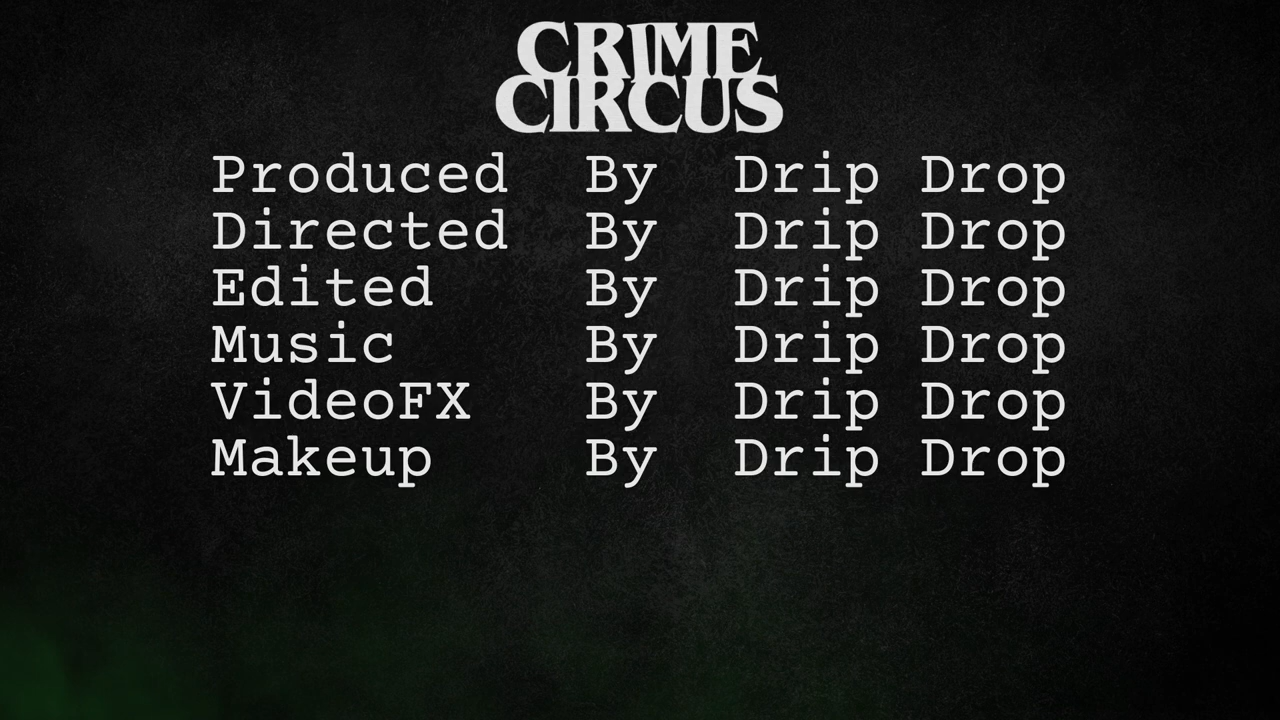 CRIME
CIRCUS
Produced By Drip Drop
Directed By Drip Drop
Edited By Drip Drop
Music By Drip Drop
VideoFX By Drip Drop
Makeup By Drip Drop